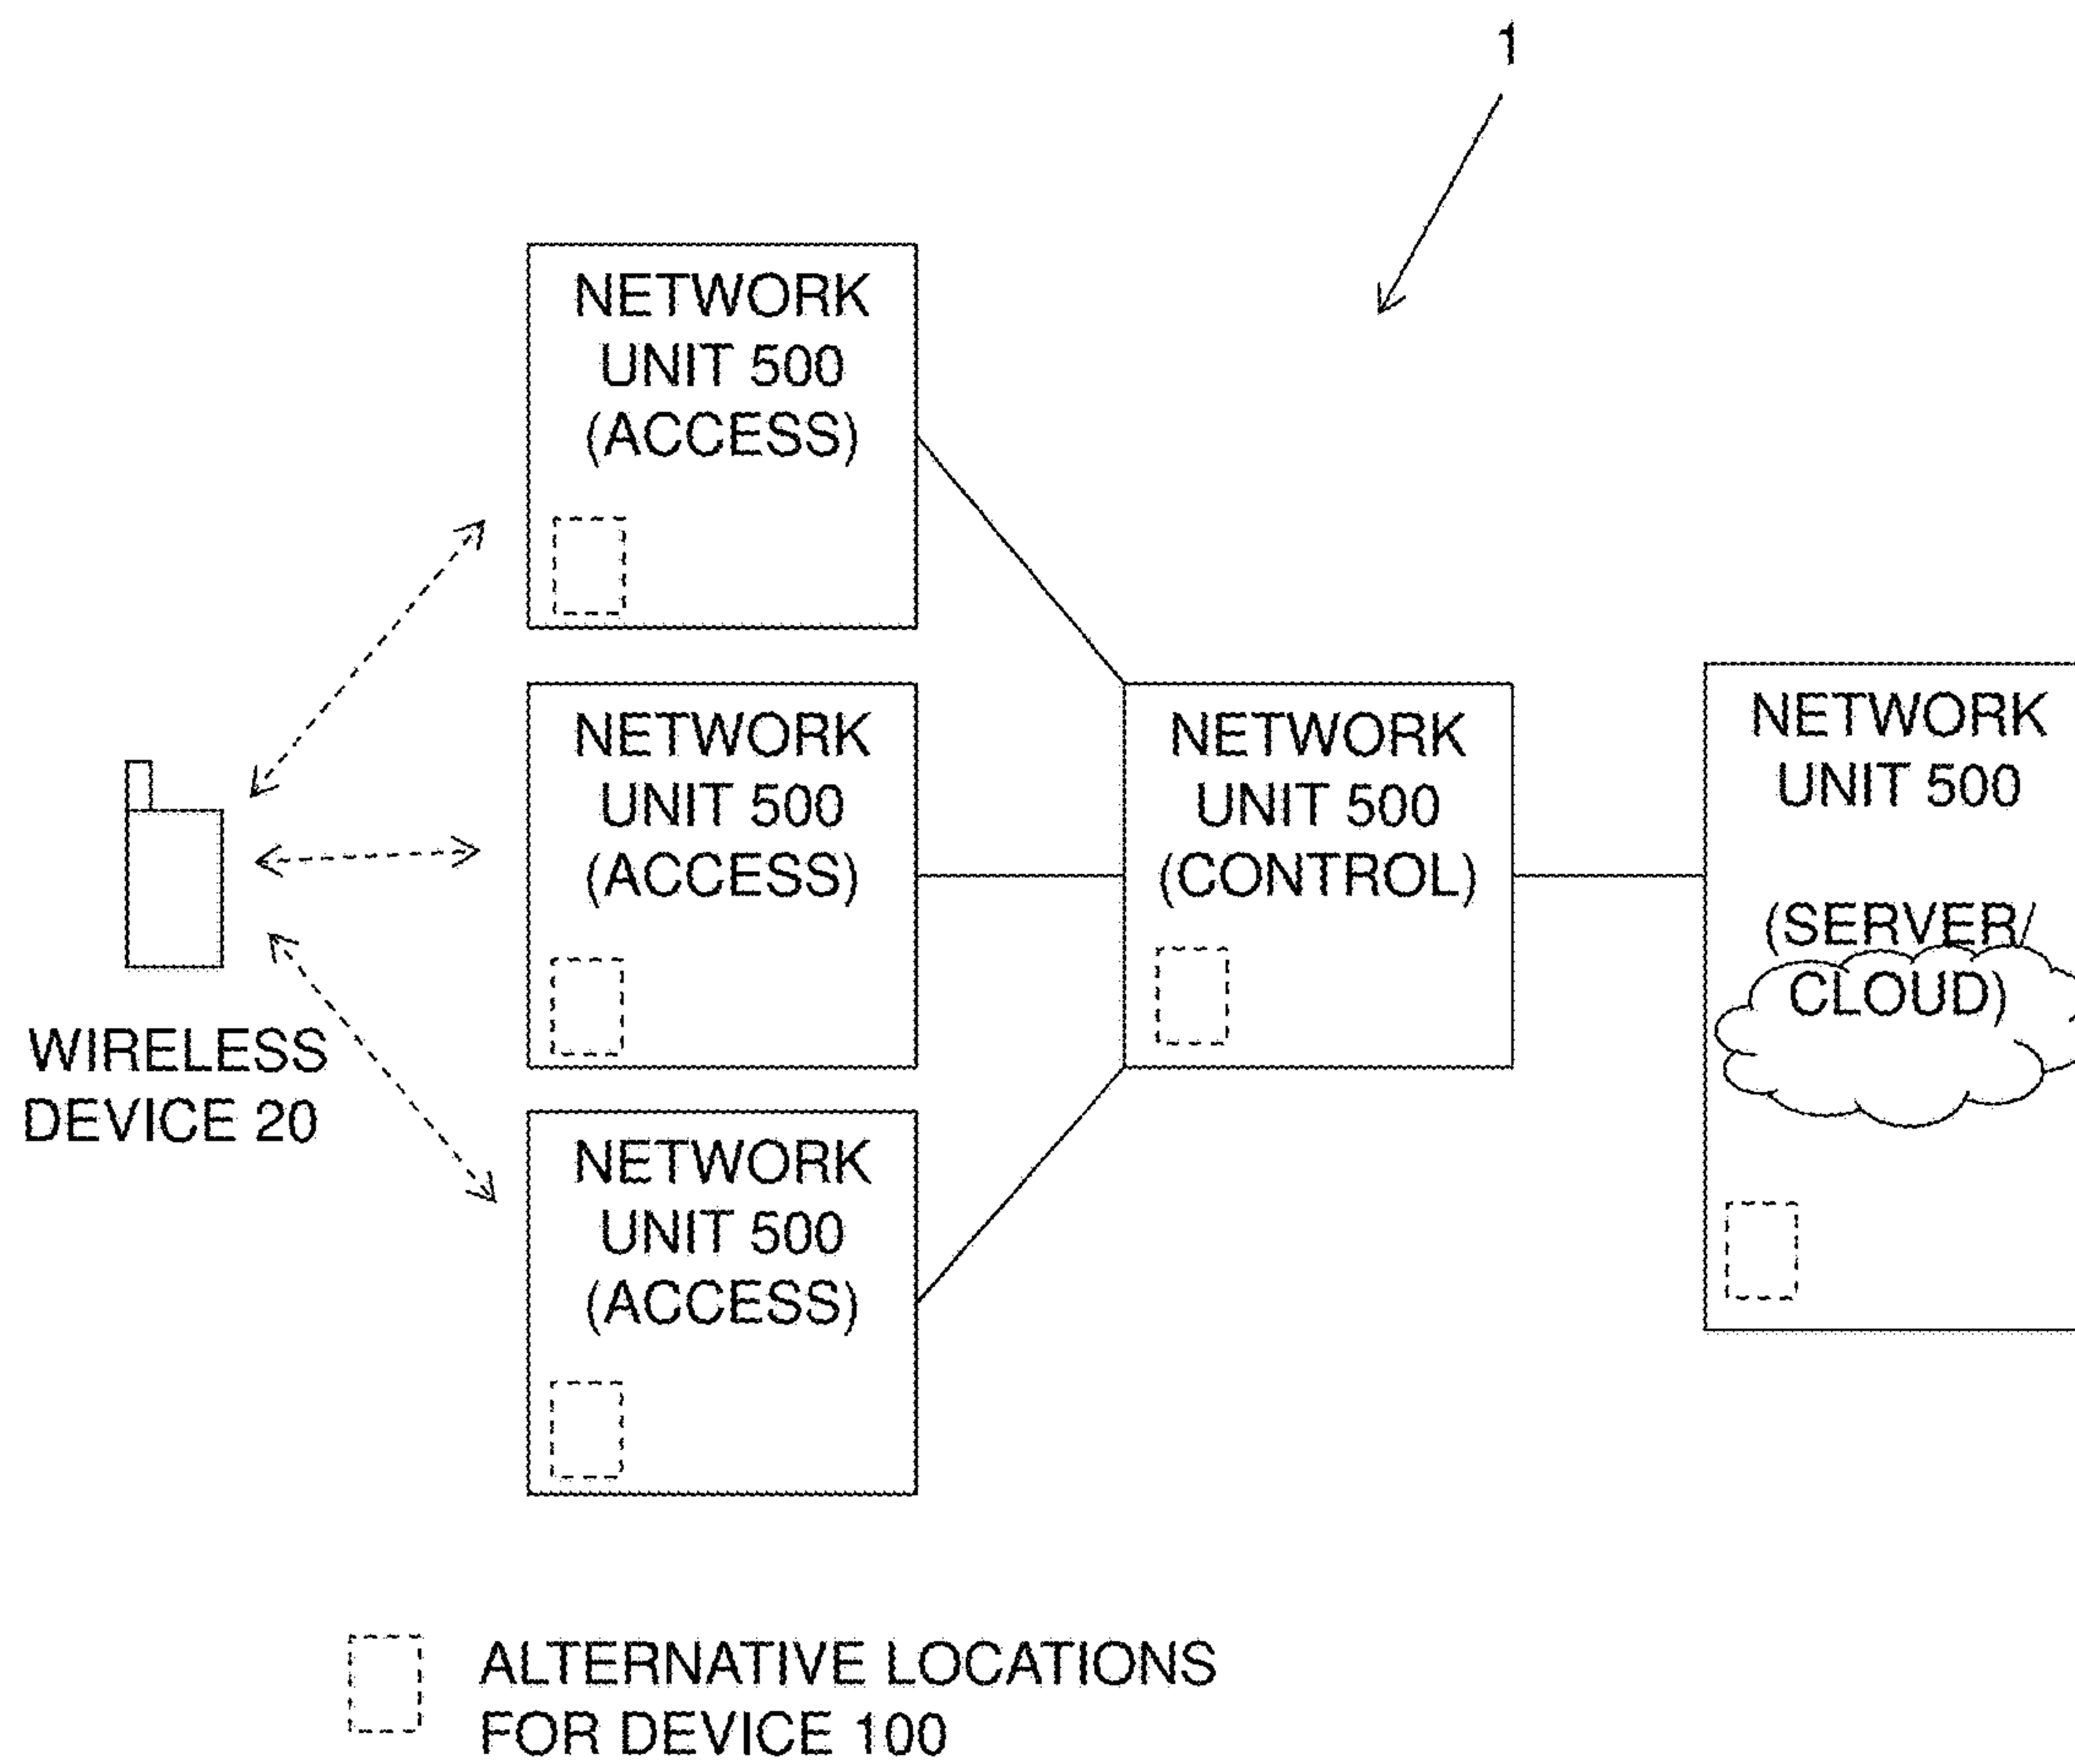 1
NETWORK
UNIT 500
(ACCESS)
NETWORK
UNIT 500
(ACCESS)
NETWORK
UNIT 500
(CONTROL)
NETWORK
UNIT 500
(SERVER/
CLOUD)
WIRELESS
DEVICE 20
NETWORK
UNIT 500
(ACCESS)
ALTERNATIVE LOCATIONS
FOR DEVICE 100